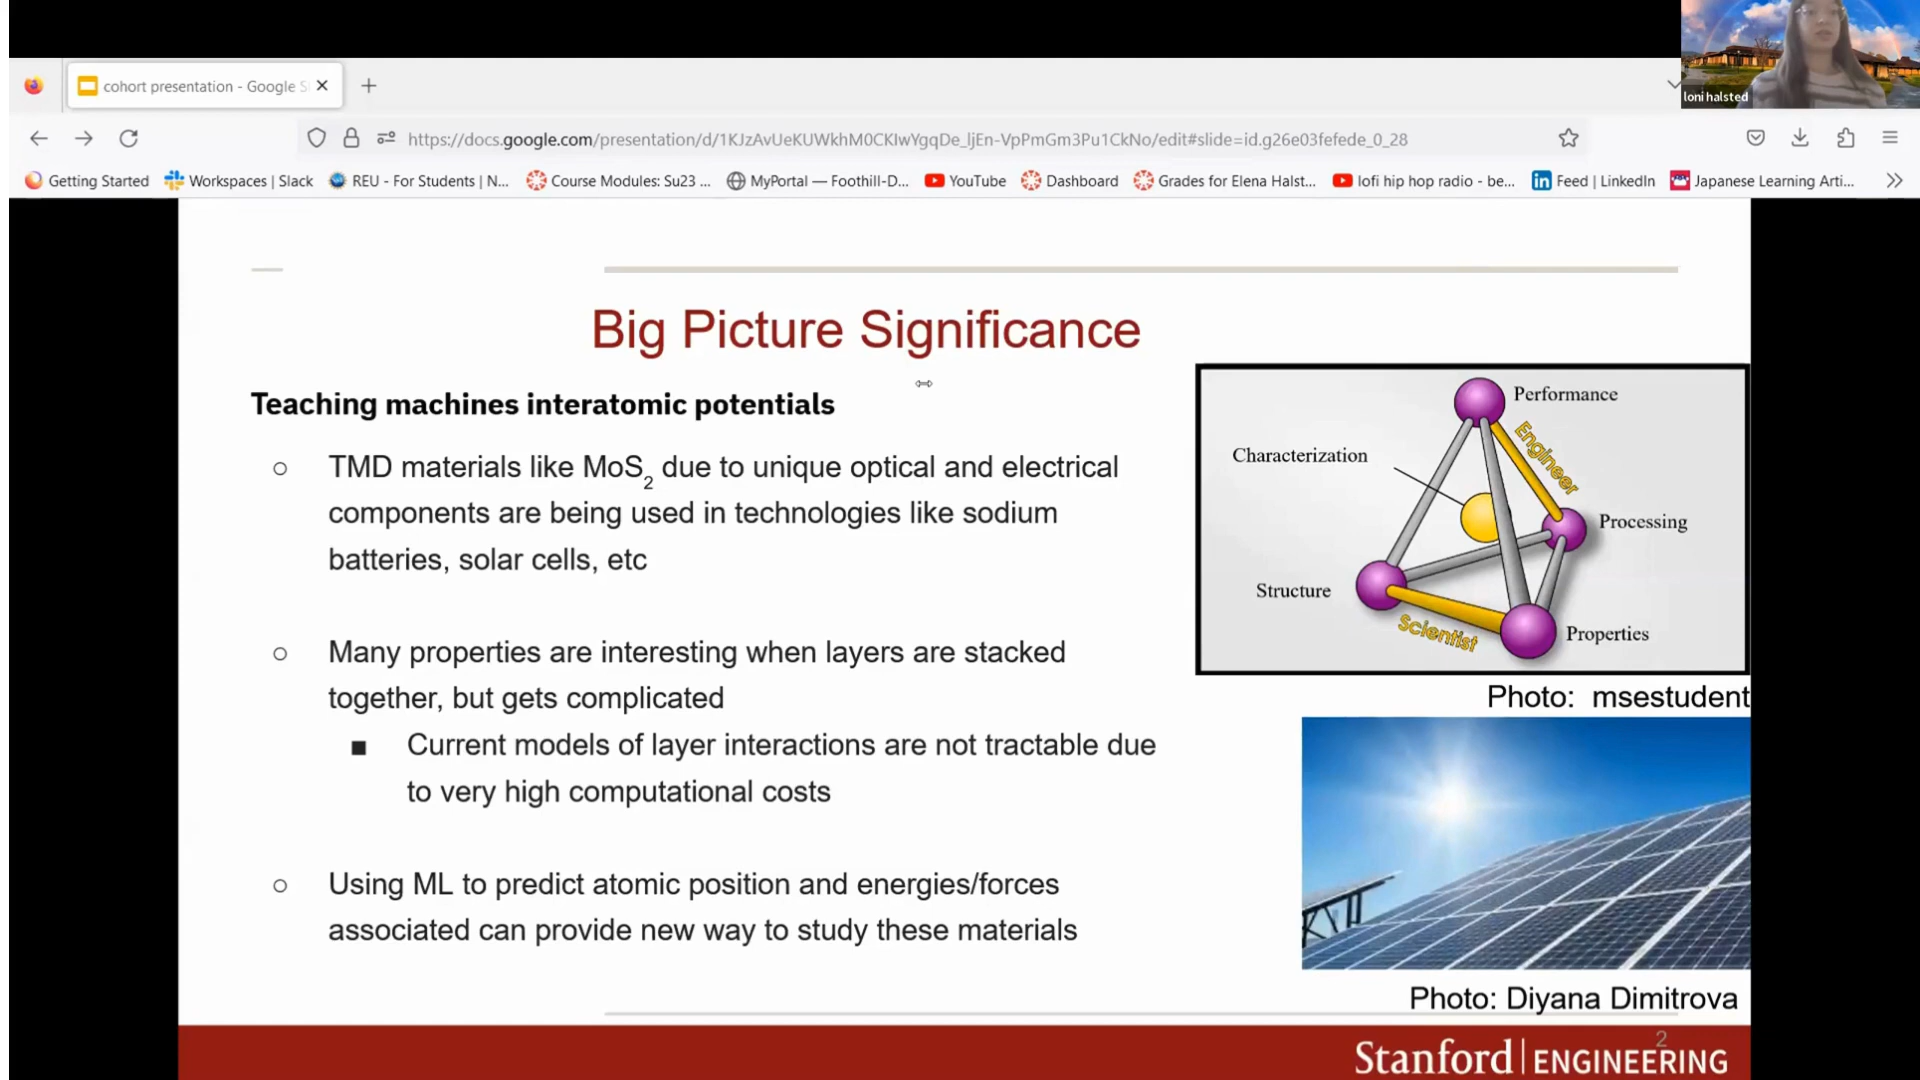 loni halsted
cohort presentation - Google S
https://docs.google.com/presentation/d/1KJzAvUeKUWkhM0CKIwYgqDe_ljEn-VpPmGm3Pu1CkNo/edit#slide=id.g26e03fefede_0_28
Getting Started
Workspaces | Slack
REU - For Students | N...
Course Modules: Su23 ...
MyPortal — Foothill-D...
YouTube
Dashboard
Grades for Elena Halst...
lofi hip hop radio - be...
Feed | LinkedIn
Japanese Learning Arti...
Big Picture Significance
Teaching machines interatomic potentials
TMD materials like MoS2 due to unique optical and electrical
components are being used in technologies like sodium
batteries, solar cells, etc
Many properties are interesting when layers are stacked
together, but gets complicated
Current models of layer interactions are not tractable due
to very high computational costs
Using ML to predict atomic position and energies/forces
associated can provide new way to study these materials
Performance
Engineer
Characterization
Processing
Structure
Scientist
Properties
Photo: msestudent
Photo: Diyana Dimitrova
2
Stanford | ENGINEERING